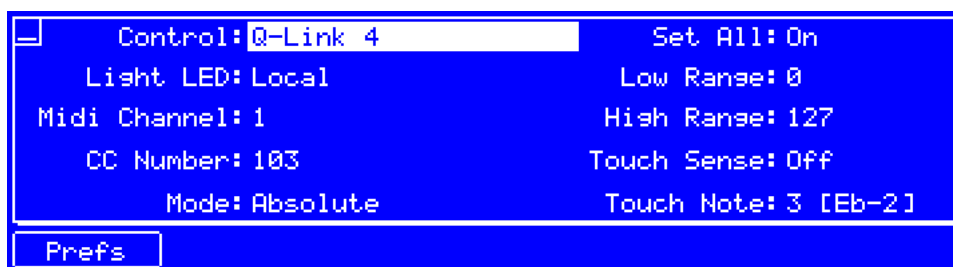 Control: Q-Link 4 Set All: On
Light LED: Local Low Range: 0
Midi Channel: 1 High Range: 127
CC Number: 103 Touch Sense: Off
Mode: Absolute Touch Note: 3 [Eb-2]
Prefs